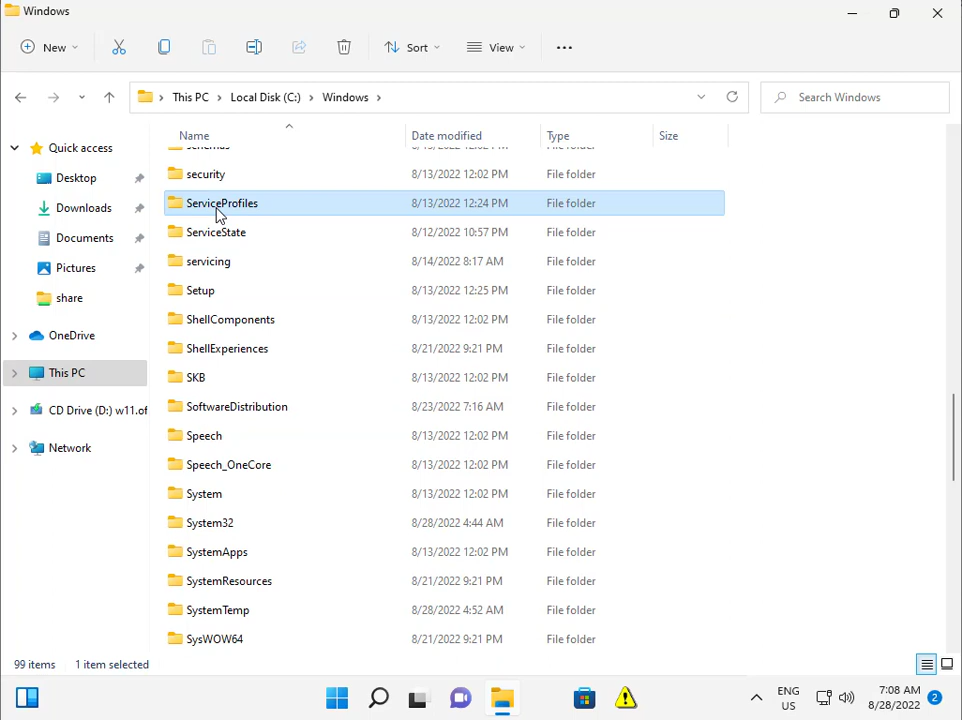 Windows
New
Sort
View
This PC
Local Disk (C:)
Windows
Search Windows
Name
Date modified
Type
Size
Quick access
Desktop
Downloads
Documents
Pictures
share
OneDrive
This PC
CD Drive (D:) w11.of
Network
schemas 8/13/2022 12:02 PM File folder
security 8/13/2022 12:02 PM File folder
ServiceProfiles 8/13/2022 12:24 PM File folder
ServiceState 8/12/2022 10:57 PM File folder
servicing 8/14/2022 8:17 AM File folder
Setup 8/13/2022 12:25 PM File folder
ShellComponents 8/13/2022 12:02 PM File folder
ShellExperiences 8/21/2022 9:21 PM File folder
SKB 8/13/2022 12:02 PM File folder
SoftwareDistribution 8/23/2022 7:16 AM File folder
Speech 8/13/2022 12:02 PM File folder
Speech_OneCore 8/13/2022 12:02 PM File folder
System 8/13/2022 12:02 PM File folder
System32 8/28/2022 4:44 AM File folder
SystemApps 8/13/2022 12:02 PM File folder
SystemResources 8/21/2022 9:21 PM File folder
SystemTemp 8/28/2022 4:52 AM File folder
SysWOW64 8/21/2022 9:21 PM File folder
99 items
1 item selected
ENG
US
7:08 AM
8/28/2022
2